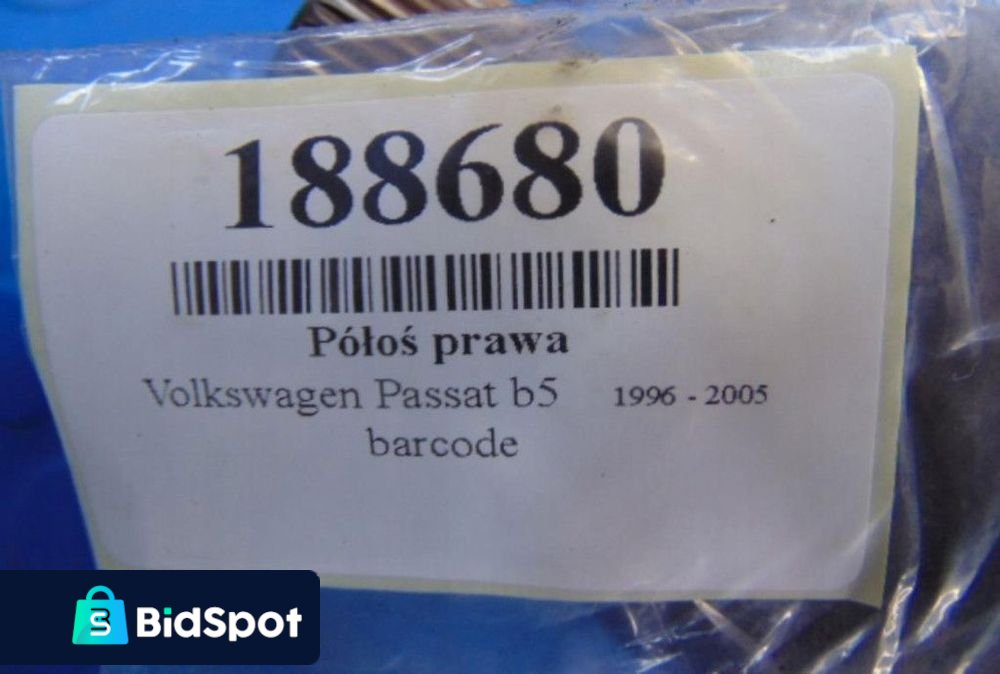 188680
Półoś prawa
Volkswagen Passat b5 1996 - 2005
barcode
BidSpot